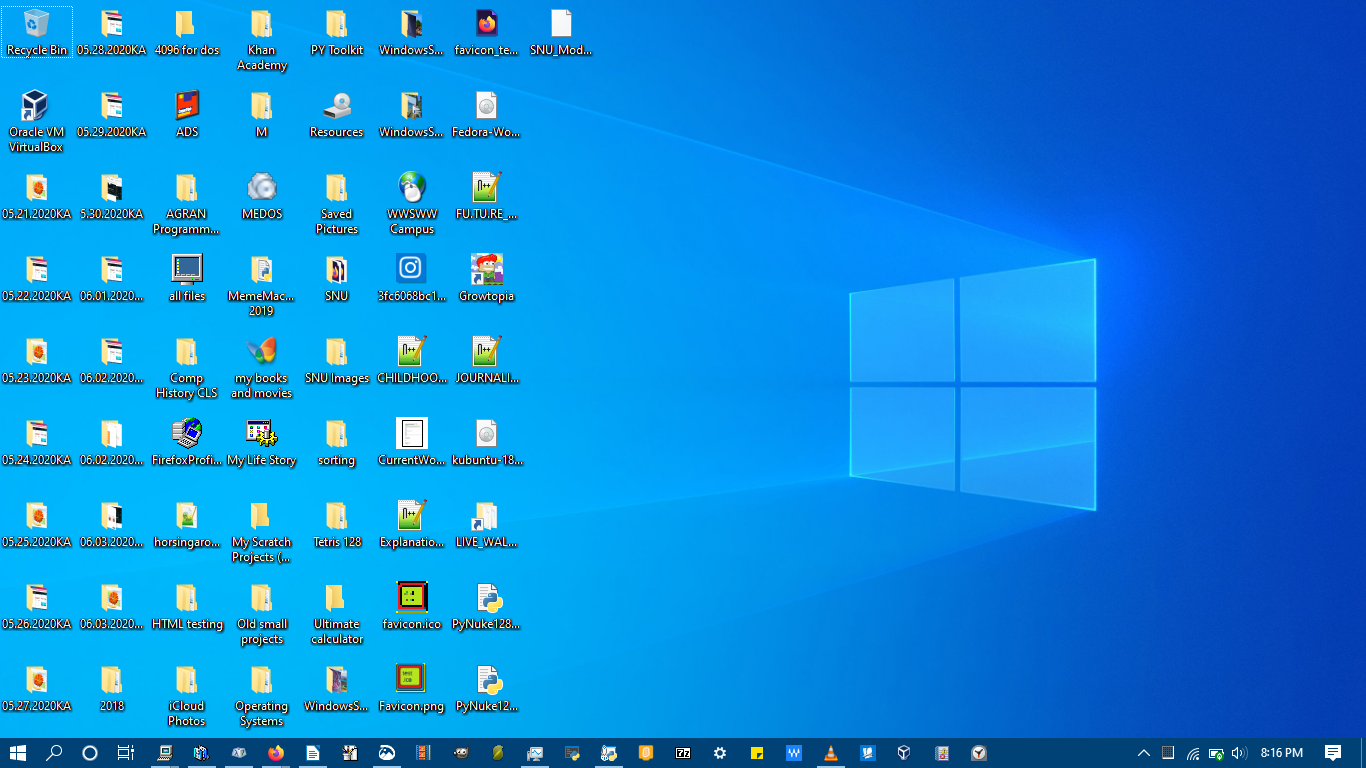 Recycle Bin
05.28.2020KA
4096 for dos
Khan
Academy
PY Toolkit
WindowsS...
favicon_te...
SNU_Mod...
Oracle VM
VirtualBox
05.29.2020KA
ADS
M
Resources
WindowsS...
Fedora-Wo...
05.21.2020KA
5.30.2020KA
AGRAN
Programm...
MEDOS
Saved
Pictures
WWSWW
Campus
FU.TU.RE_...
05.22.2020KA
06.01.2020...
all files
MemeMac...
2019
SNU
3fc6068bc1...
Growtopia
05.23.2020KA
06.02.2020...
Comp
History CLS
my books
and movies
SNU Images
CHILDHOO...
JOURNALI...
05.24.2020KA
06.02.2020...
FirefoxProfi...
My Life Story
sorting
CurrentWo...
kubuntu-18...
05.25.2020KA
06.03.2020...
horsingaro...
My Scratch
Projects (...
Tetris 128
Explanatio...
LIVE_WAL...
05.26.2020KA
06.03.2020...
HTML testing
Old small
projects
Ultimate
calculator
favicon.ico
PyNuke128...
05.27.2020KA
2018
iCloud
Photos
Operating
Systems
WindowsS...
Favicon.png
PyNuke12...
8:16 PM